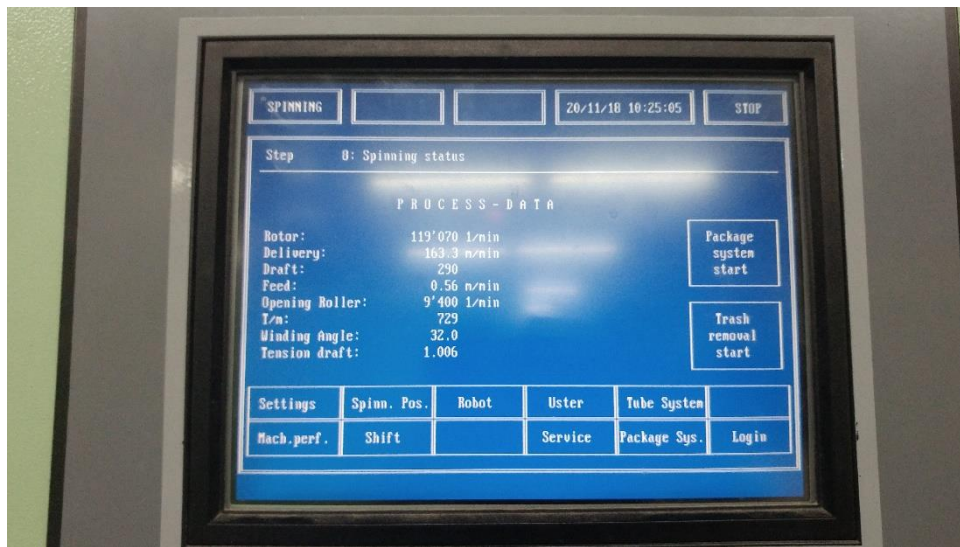 SPINNING 20/11/18 10:25:05 STOP
Step 0: Spinning status
PROCESS-DATA
Rotor: 119'070 1/min
Delivery: 163.3 m/min
Draft: 290
Feed: 0.56 m/min
Opening Roller: 9'400 1/min
T/m: 729
Winding Angle: 32.0
Tension draft: 1.006
Package
system
start
Trash
removal
start
Settings Spinn. Pos. Robot Uster Tube System
Mach.perf. Shift Service Package Sys. Login